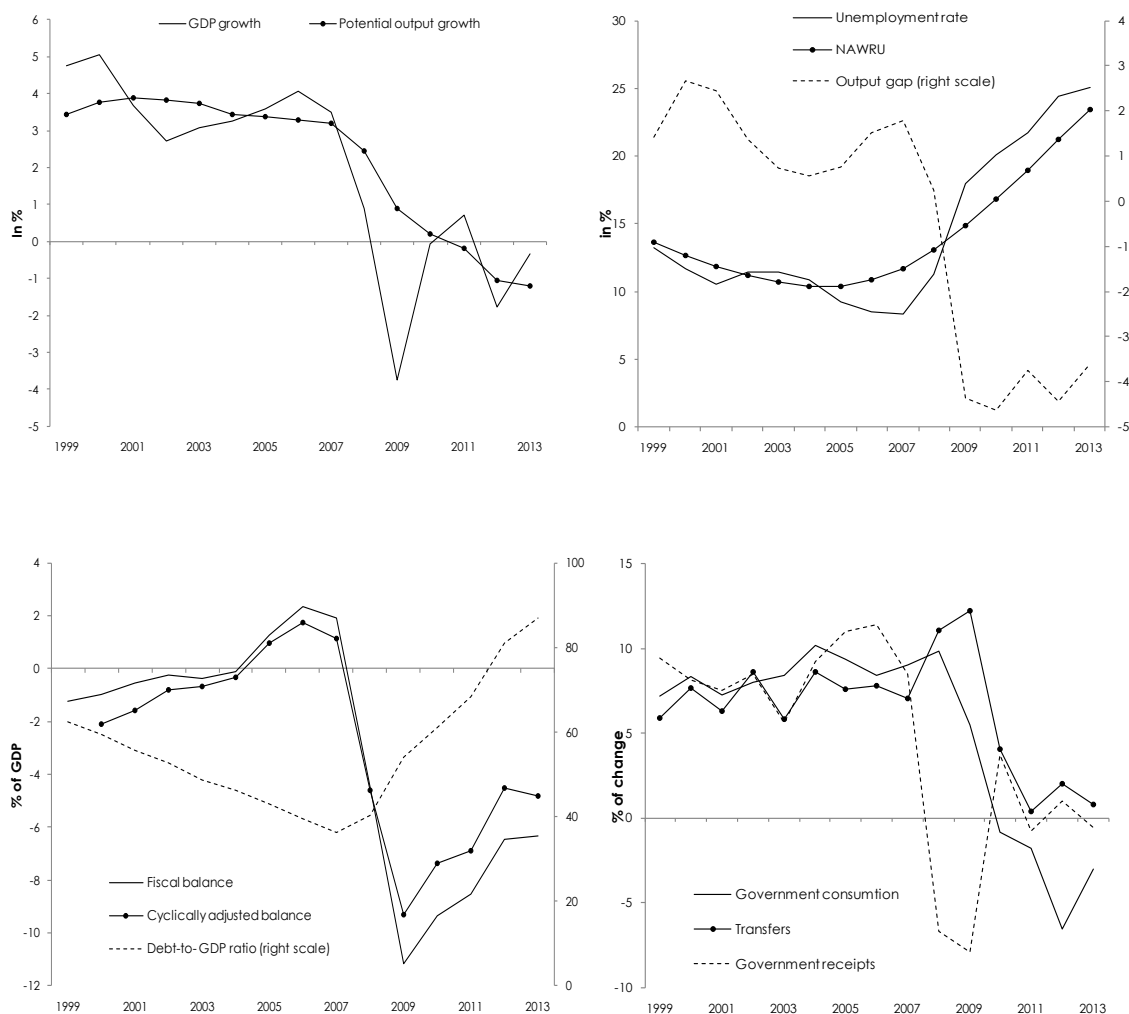 GDP growth
Potential output growth
In %
6
5
4
3
2
1
0
-1
-2
-3
-4
-5
1999 2001 2003 2005 2007 2009 2011 2013
Unemployment rate
NAWRU
Output gap (right scale)
in %
30
25
20
15
10
5
0
4
3
2
1
0
-1
-2
-3
-4
-5
1999 2001 2003 2005 2007 2009 2011 2013
% of GDP
4
2
0
-2
-4
-6
-8
-10
-12
100
80
60
40
20
0
Fiscal balance
Cyclically adjusted balance
Debt-to-GDP ratio (right scale)
1999 2001 2003 2005 2007 2009 2011 2013
% of change
15
10
5
0
-5
-10
Government consumtion
Transfers
Government receipts
1999 2001 2003 2005 2007 2009 2011 2013